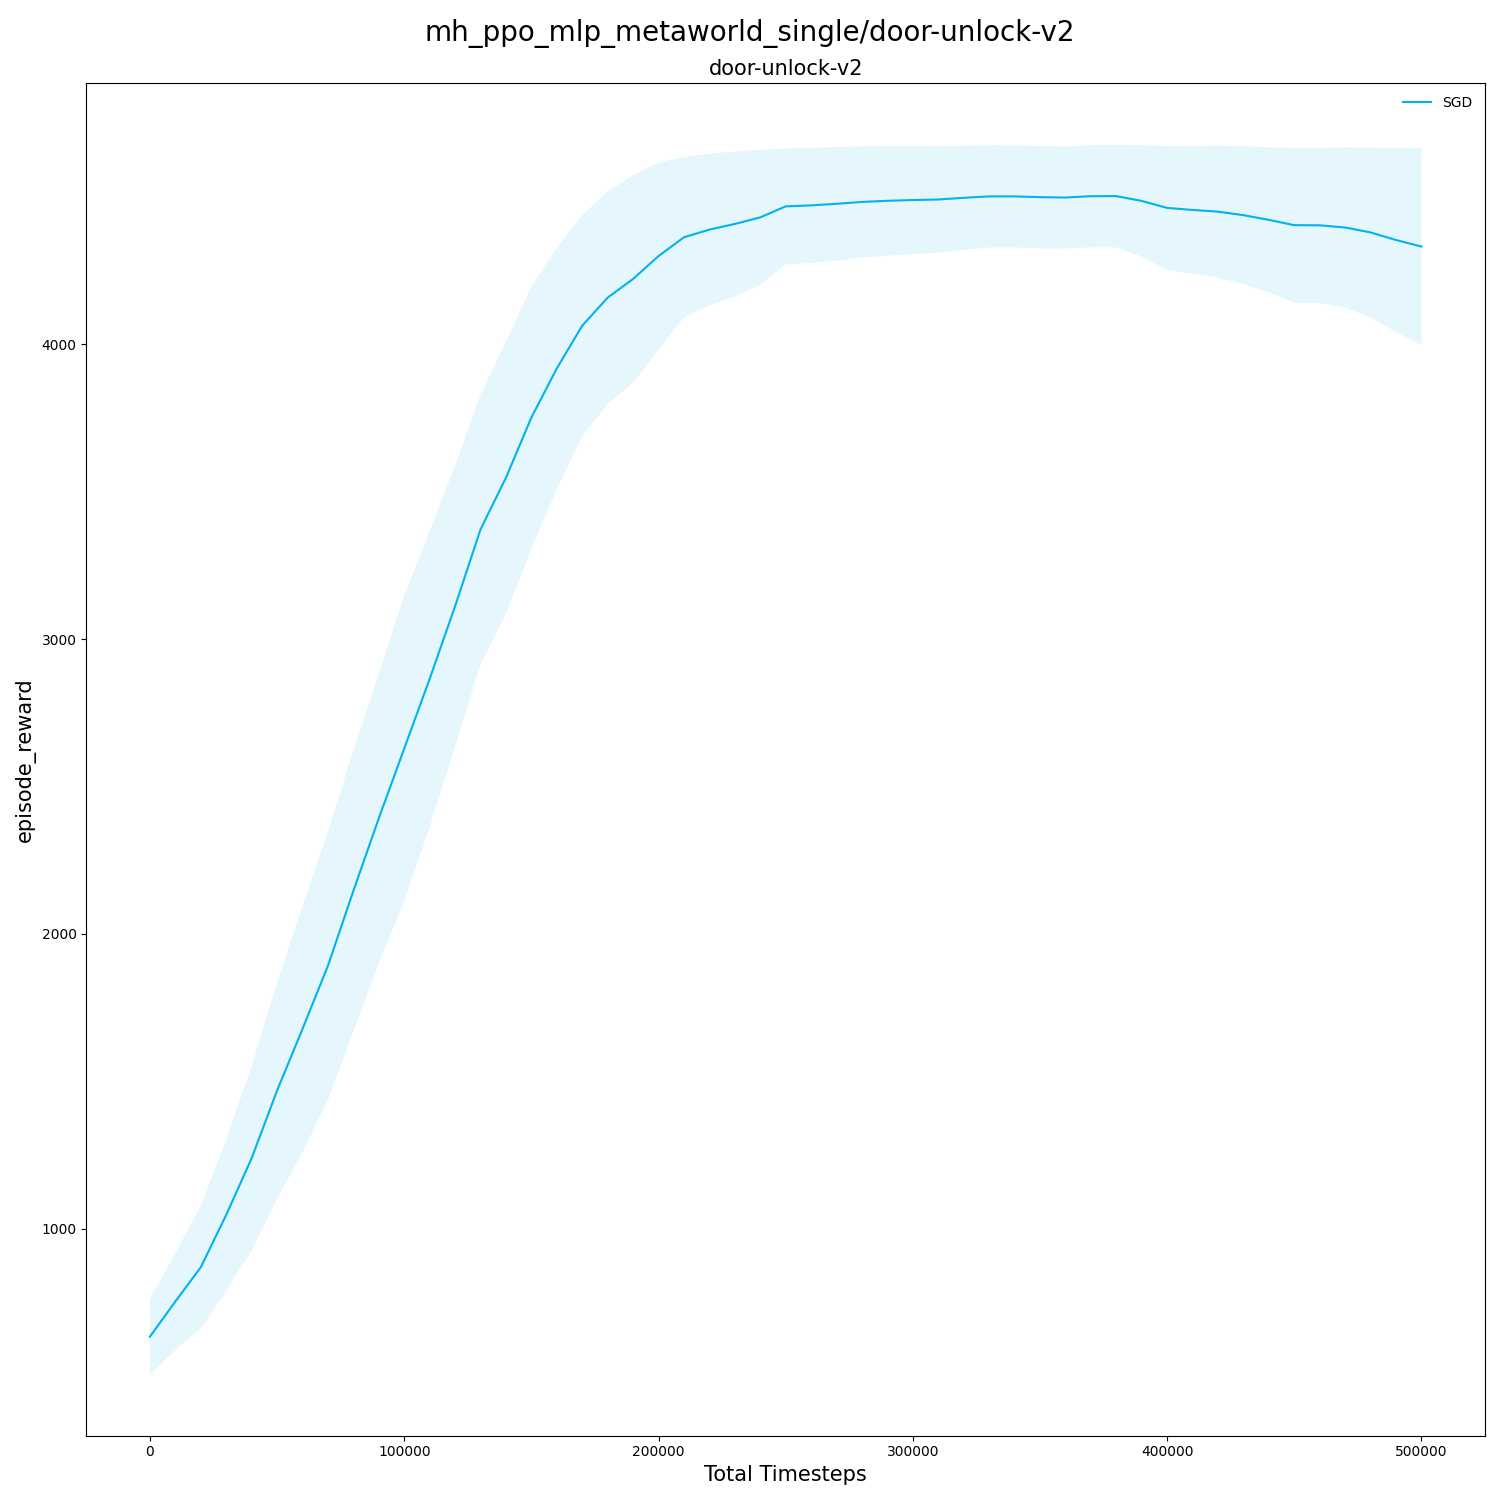 mh_ppo_mlp_metaworld_single/door-unlock-v2
door-unlock-v2
SGD
episode_reward
4000
3000
2000
1000
0
100000
200000
300000
400000
500000
Total Timesteps